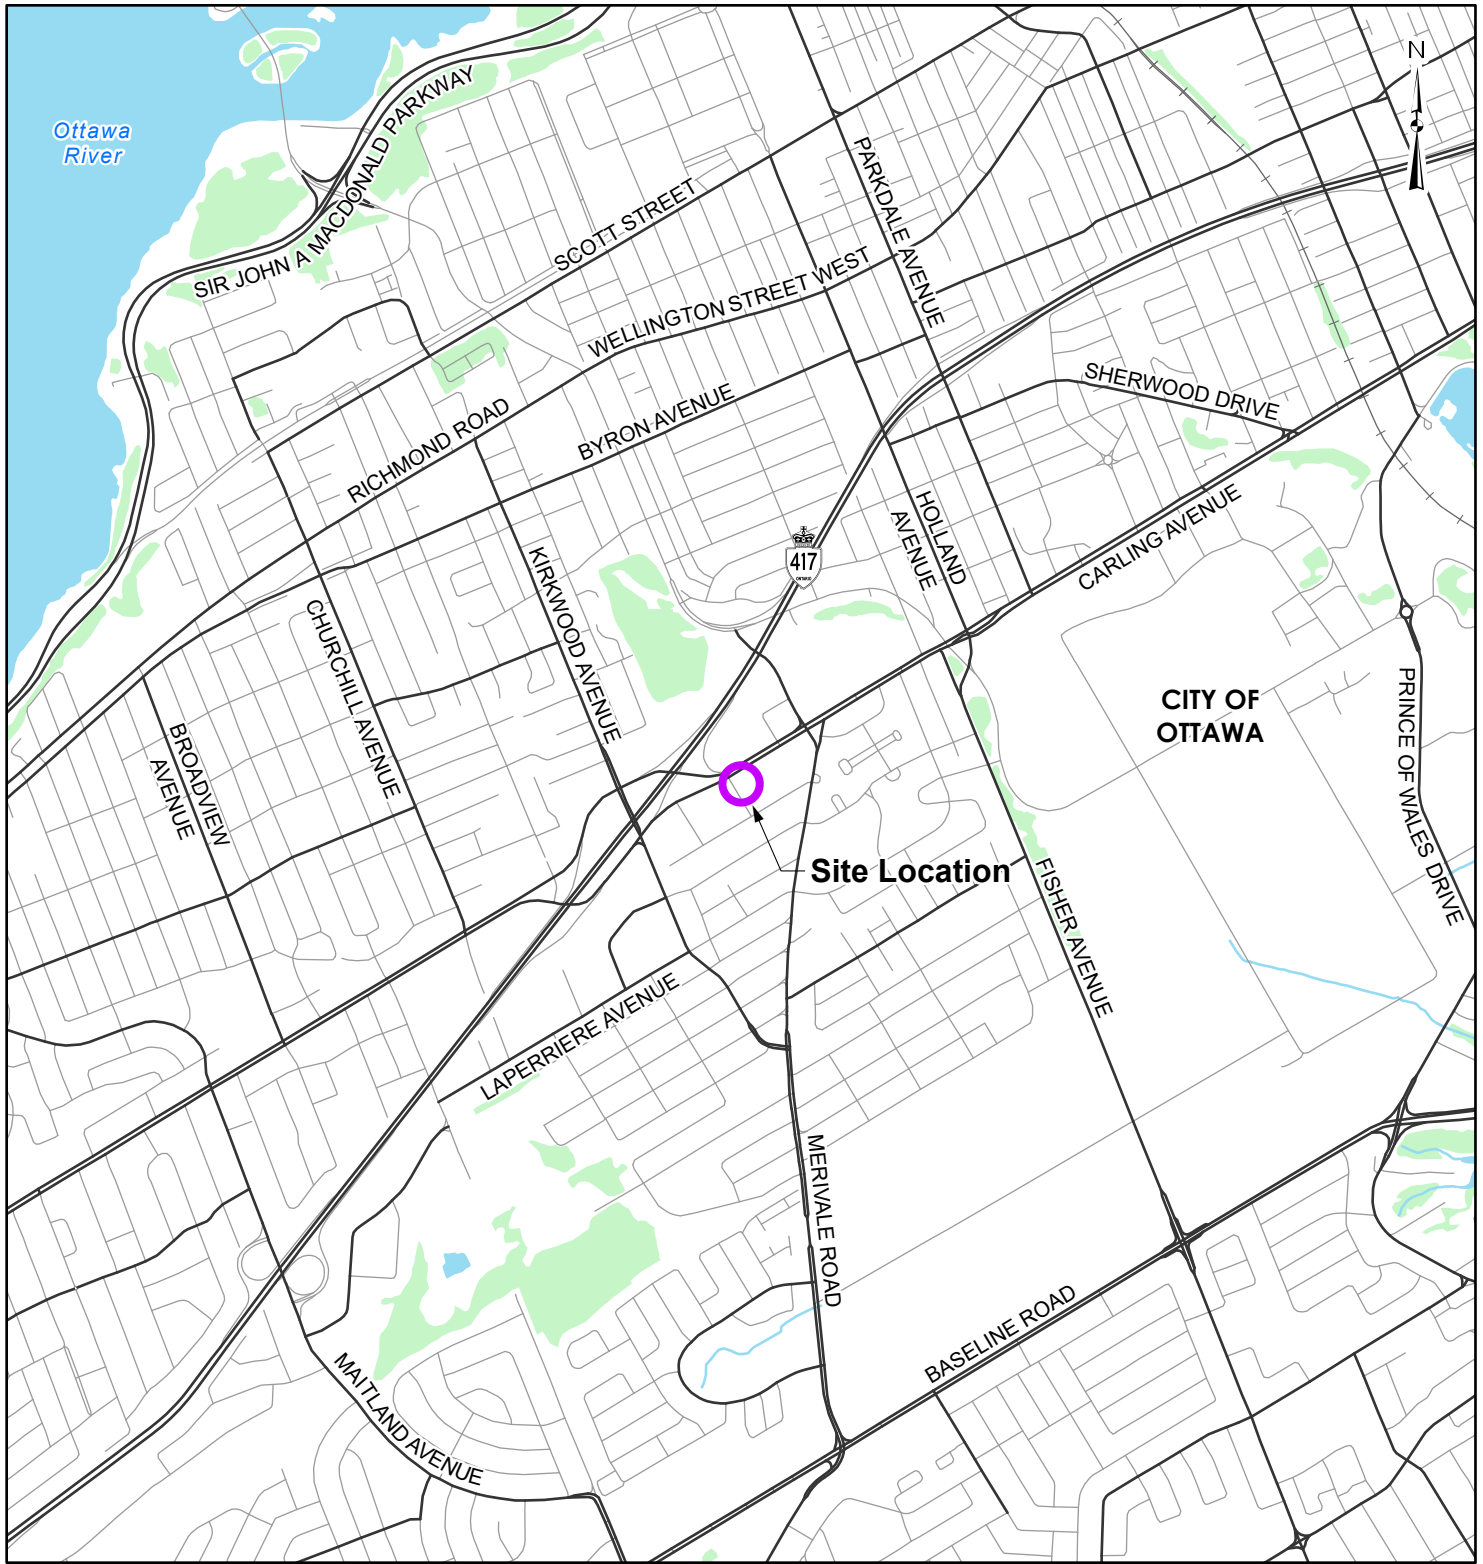 N
Ottawa
River
SIR JOHN A MACDONALD PARKWAY
SCOTT STREET
PARKDALE AVENUE
WELLINGTON STREET WEST
RICHMOND ROAD
BYRON AVENUE
SHERWOOD DRIVE
HOLLAND
AVENUE
CARLING AVENUE
417
ONTARIO
KIRKWOOD AVENUE
CHURCHILL AVENUE
BROADVIEW
AVENUE
CITY OF
OTTAWA
PRINCE OF WALES DRIVE
Site Location
FISHER AVENUE
LAPERRIERE AVENUE
MERIVALE ROAD
BASELINE ROAD
MAITLAND AVENUE